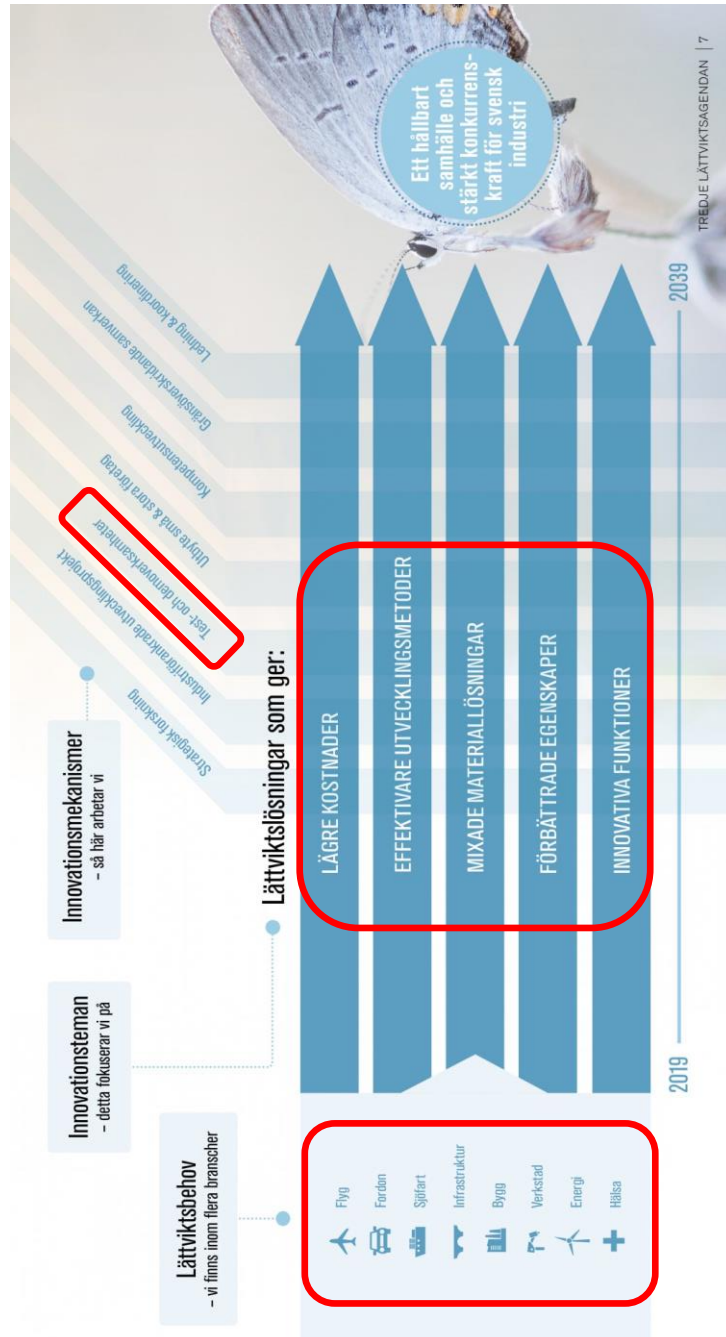 Lättviktsbehov
– vi finns inom flera branscher
Innovationsteman
– detta fokuserar vi på
Innovationsmekanismer
– så här arbetar vi
Strategisk forskning
Industriförankrade utvecklingsprojekt
Test- och demoverksamheter
Utbyte små & stora företag
Kompetensutveckling
Gränsöverskridande samverkan
Ledning & koordinering
Lättviktslösningar som ger:
Flyg
Fordon
Sjöfart
Infrastruktur
Bygg
Verkstad
Energi
Hälsa
LÄGRE KOSTNADER
EFFEKTIVARE UTVECKLINGSMETODER
MIXADE MATERIALLÖSNINGAR
FÖRBÄTTRADE EGENSKAPER
INNOVATIVA FUNKTIONER
Ett hållbart
samhälle och
stärkt konkurrens-
kraft för svensk
industri
2019
2039
TREDJE LÄTTVIKTSAGENDAN | 7